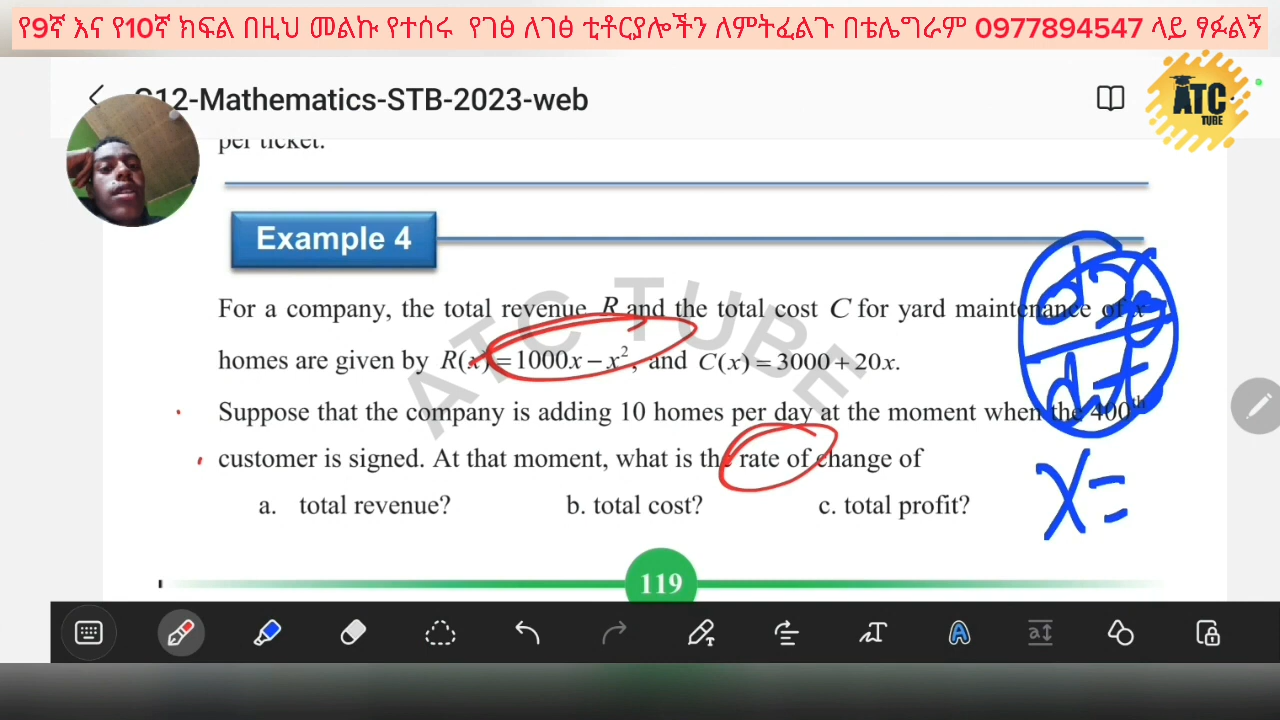 የ9ኛ እና የ10ኛ ክፍል በዚህ መልኩ የተሰሩ የገፅ ለገፅ ቲቶርያሎችን ለምትፈልጉ በቴሌግራም 0977894547 ላይ ፃፉልኝ
12-Mathematics-STB-2023-web
ATC
TUBE
per ticket.
Example 4
For a company, the total revenue R and the total cost C for yard maintenance of x
homes are given by R(x) = 1000x − x², and C(x) = 3000 + 20x.
Suppose that the company is adding 10 homes per day at the moment when the 400th
customer is signed. At that moment, what is the rate of change of
a. total revenue? b. total cost? c. total profit?
x =
119
ATC TUBE